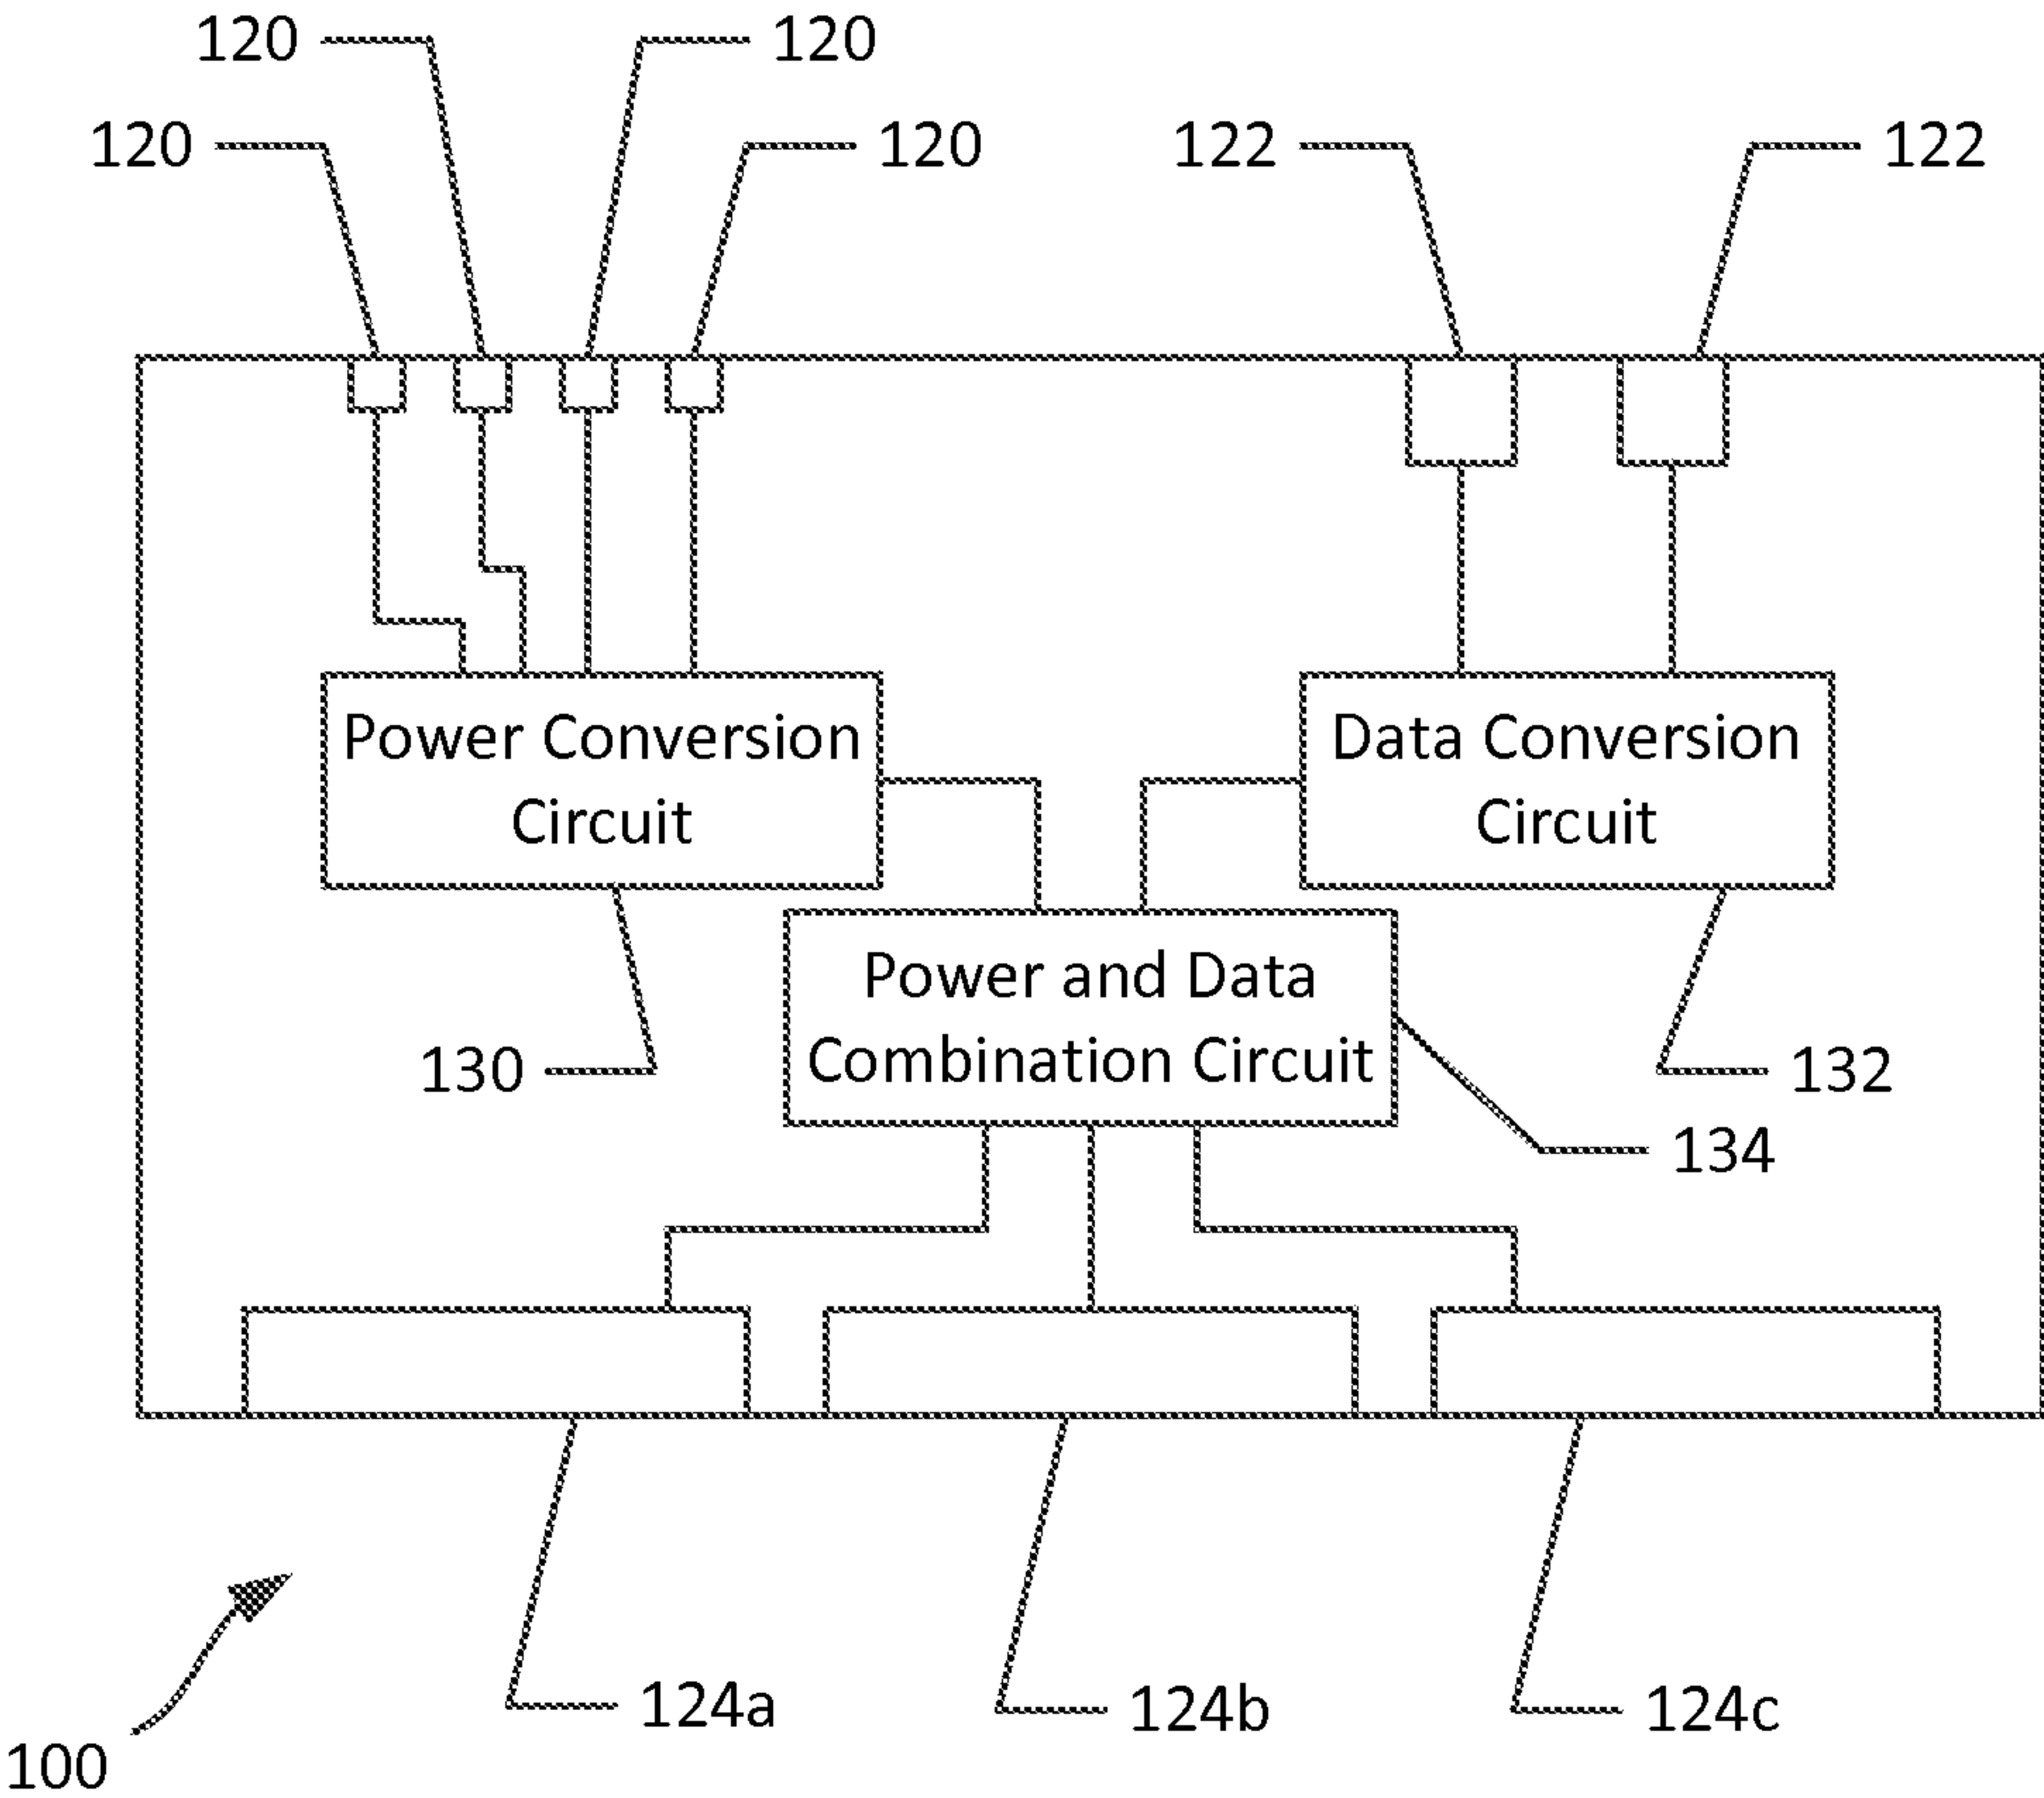 120
120
120
120
122
122
Power Conversion
Circuit
Data Conversion
Circuit
Power and Data
Combination Circuit
130
132
134
124a
124b
124c
100